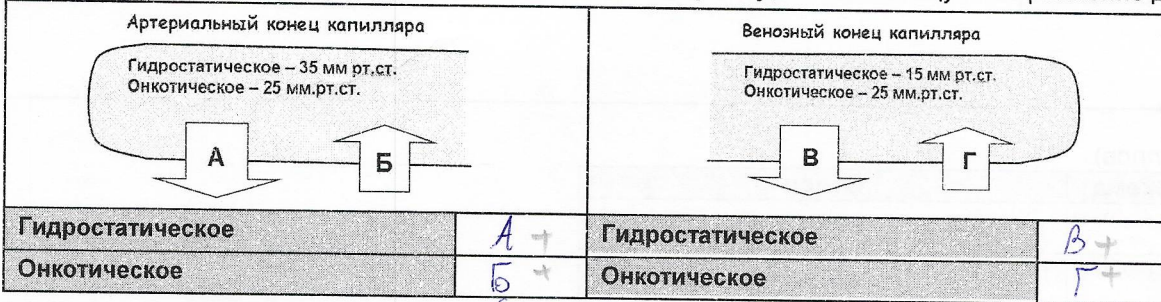 Артериальный конец капилляра
Гидростатическое – 35 мм рт.ст.
Онкотическое – 25 мм.рт.ст.
А
Б
Венозный конец капилляра
Гидростатическое – 15 мм рт.ст.
Онкотическое – 25 мм.рт.ст.
В
Г
Гидростатическое А +
Онкотическое Б +
Гидростатическое В +
Онкотическое Г +